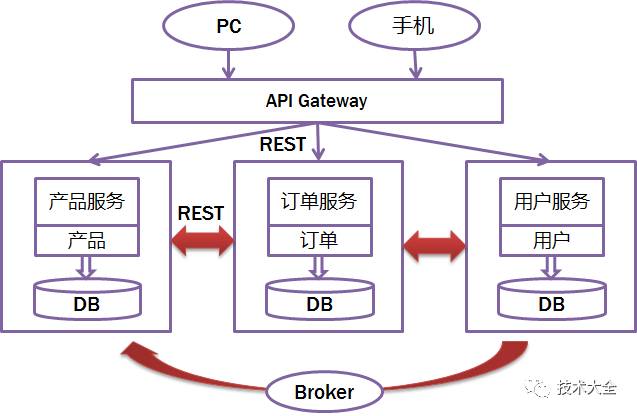 PC
手机
API Gateway
REST
产品服务
产品
DB
REST
订单服务
订单
DB
用户服务
用户
DB
Broker
技术大全